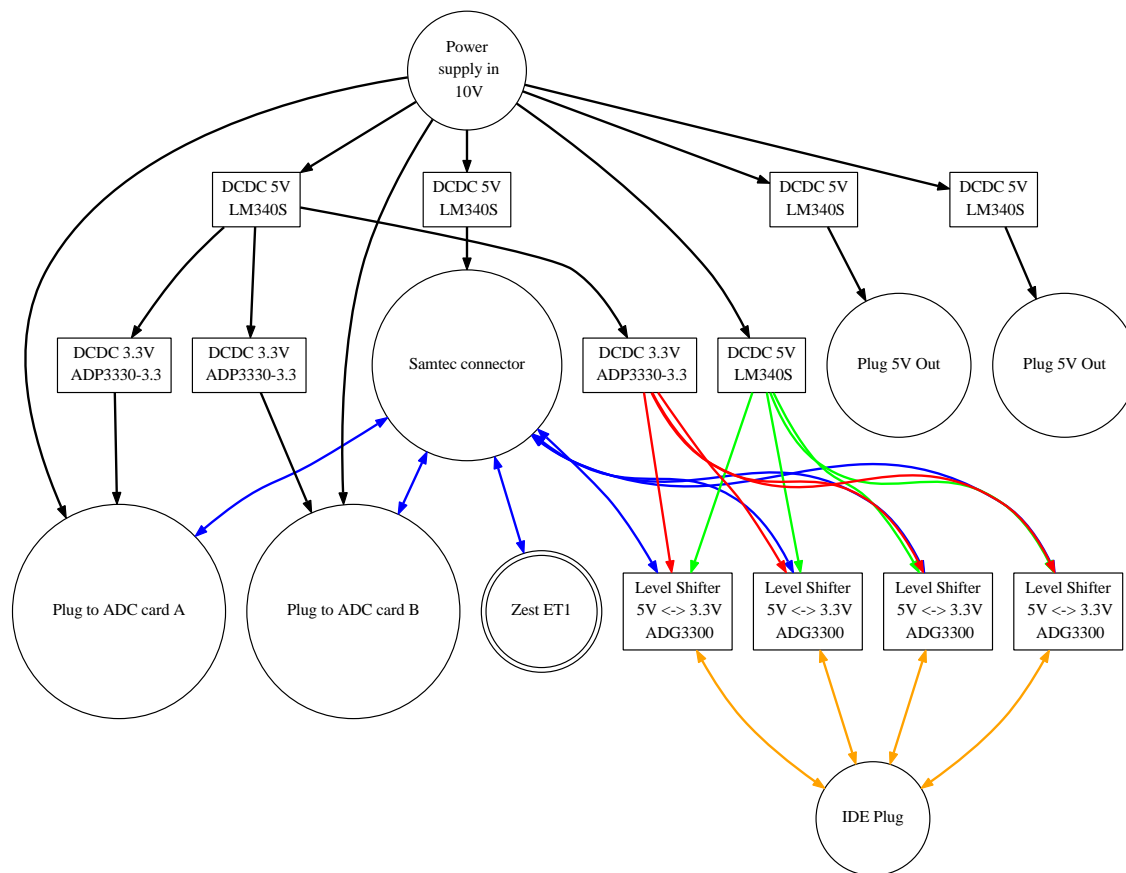 Power
supply in
10V
DCDC 5V
LM340S
DCDC 5V
LM340S
DCDC 5V
LM340S
DCDC 5V
LM340S
DCDC 3.3V
ADP3330-3.3
DCDC 3.3V
ADP3330-3.3
Samtec connector
DCDC 3.3V
ADP3330-3.3
DCDC 5V
LM340S
Plug 5V Out
Plug 5V Out
Plug to ADC card A
Plug to ADC card B
Zest ET1
Level Shifter
5V <-> 3.3V
ADG3300
Level Shifter
5V <-> 3.3V
ADG3300
Level Shifter
5V <-> 3.3V
ADG3300
Level Shifter
5V <-> 3.3V
ADG3300
IDE Plug